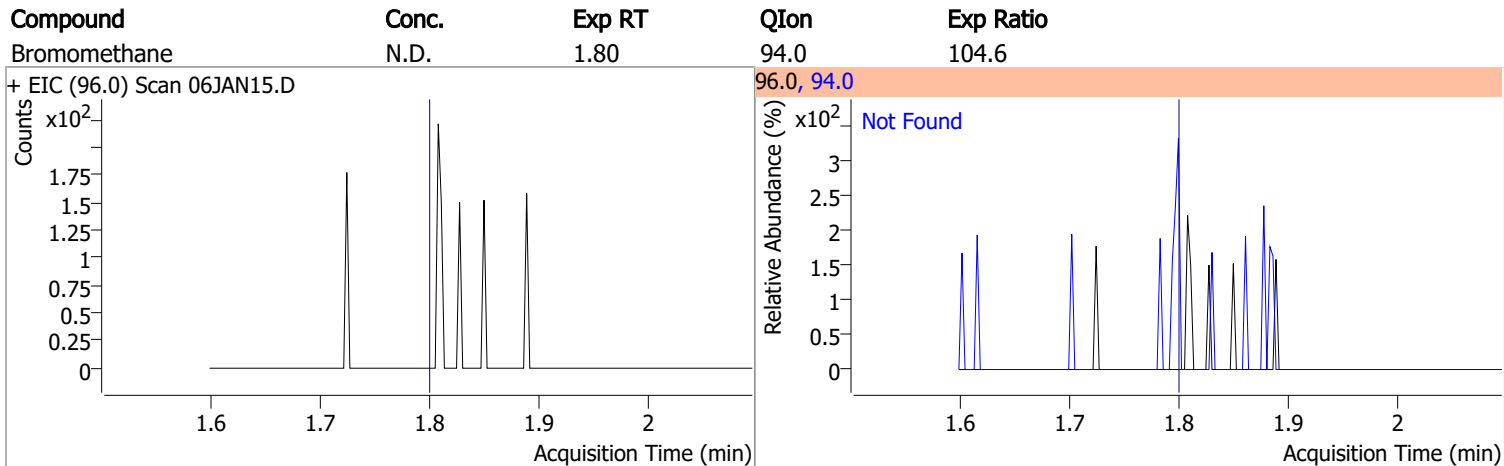 Compound Conc. Exp RT QIon Exp Ratio
Bromomethane N.D. 1.80 94.0 104.6
+ EIC (96.0) Scan 06JAN15.D
Counts
x10²
1.75
1.5
1.25
1
0.75
0.5
0.25
0
1.6 1.7 1.8 1.9 2
Acquisition Time (min)
96.0, 94.0
Relative Abundance (%)
x10²
Not Found
3
2.5
2
1.5
1
0.5
0
1.6 1.7 1.8 1.9 2
Acquisition Time (min)